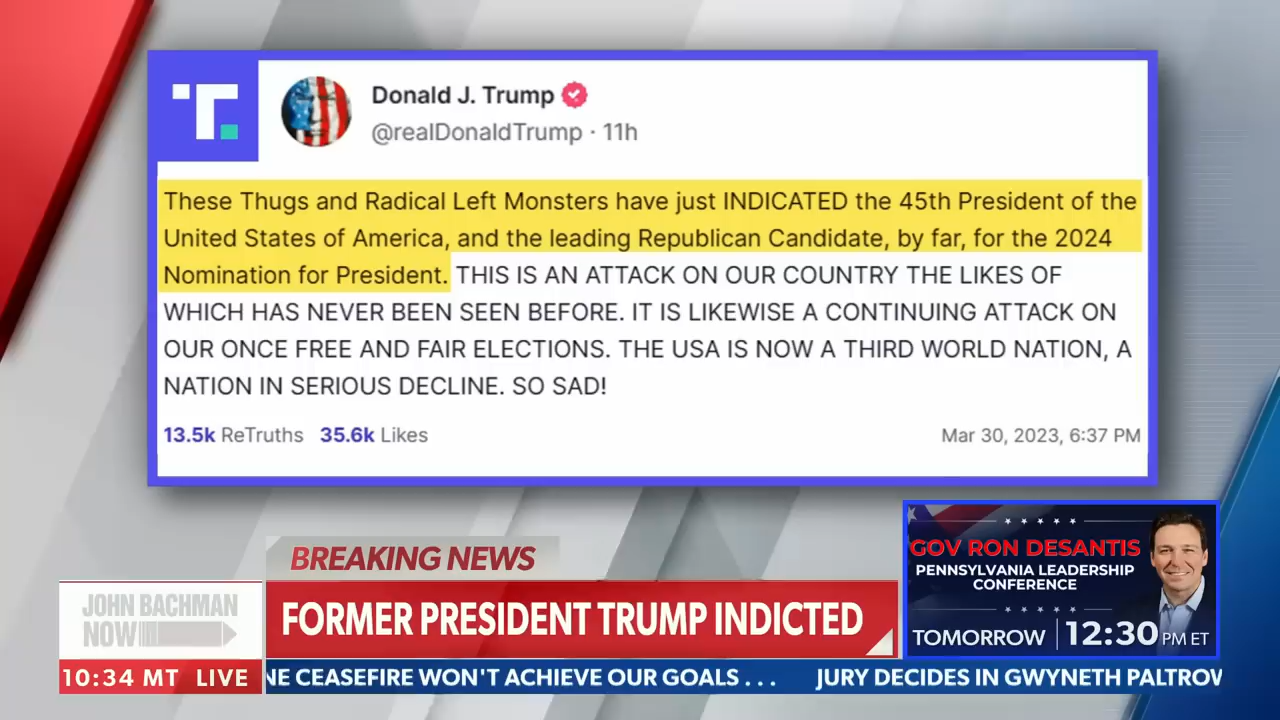 T.
Donald J. Trump
@realDonaldTrump · 11h
These Thugs and Radical Left Monsters have just INDICATED the 45th President of the
United States of America, and the leading Republican Candidate, by far, for the 2024
Nomination for President. THIS IS AN ATTACK ON OUR COUNTRY THE LIKES OF
WHICH HAS NEVER BEEN SEEN BEFORE. IT IS LIKEWISE A CONTINUING ATTACK ON
OUR ONCE FREE AND FAIR ELECTIONS. THE USA IS NOW A THIRD WORLD NATION, A
NATION IN SERIOUS DECLINE. SO SAD!
13.5k ReTruths 35.6k Likes
Mar 30, 2023, 6:37 PM
BREAKING NEWS
JOHN BACHMAN
NOW
FORMER PRESIDENT TRUMP INDICTED
GOV RON DESANTIS
PENNSYLVANIA LEADERSHIP
CONFERENCE
TOMORROW 12:30 PM ET
10:34 MT LIVE
NE CEASEFIRE WON'T ACHIEVE OUR GOALS . . . JURY DECIDES IN GWYNETH PALTROW